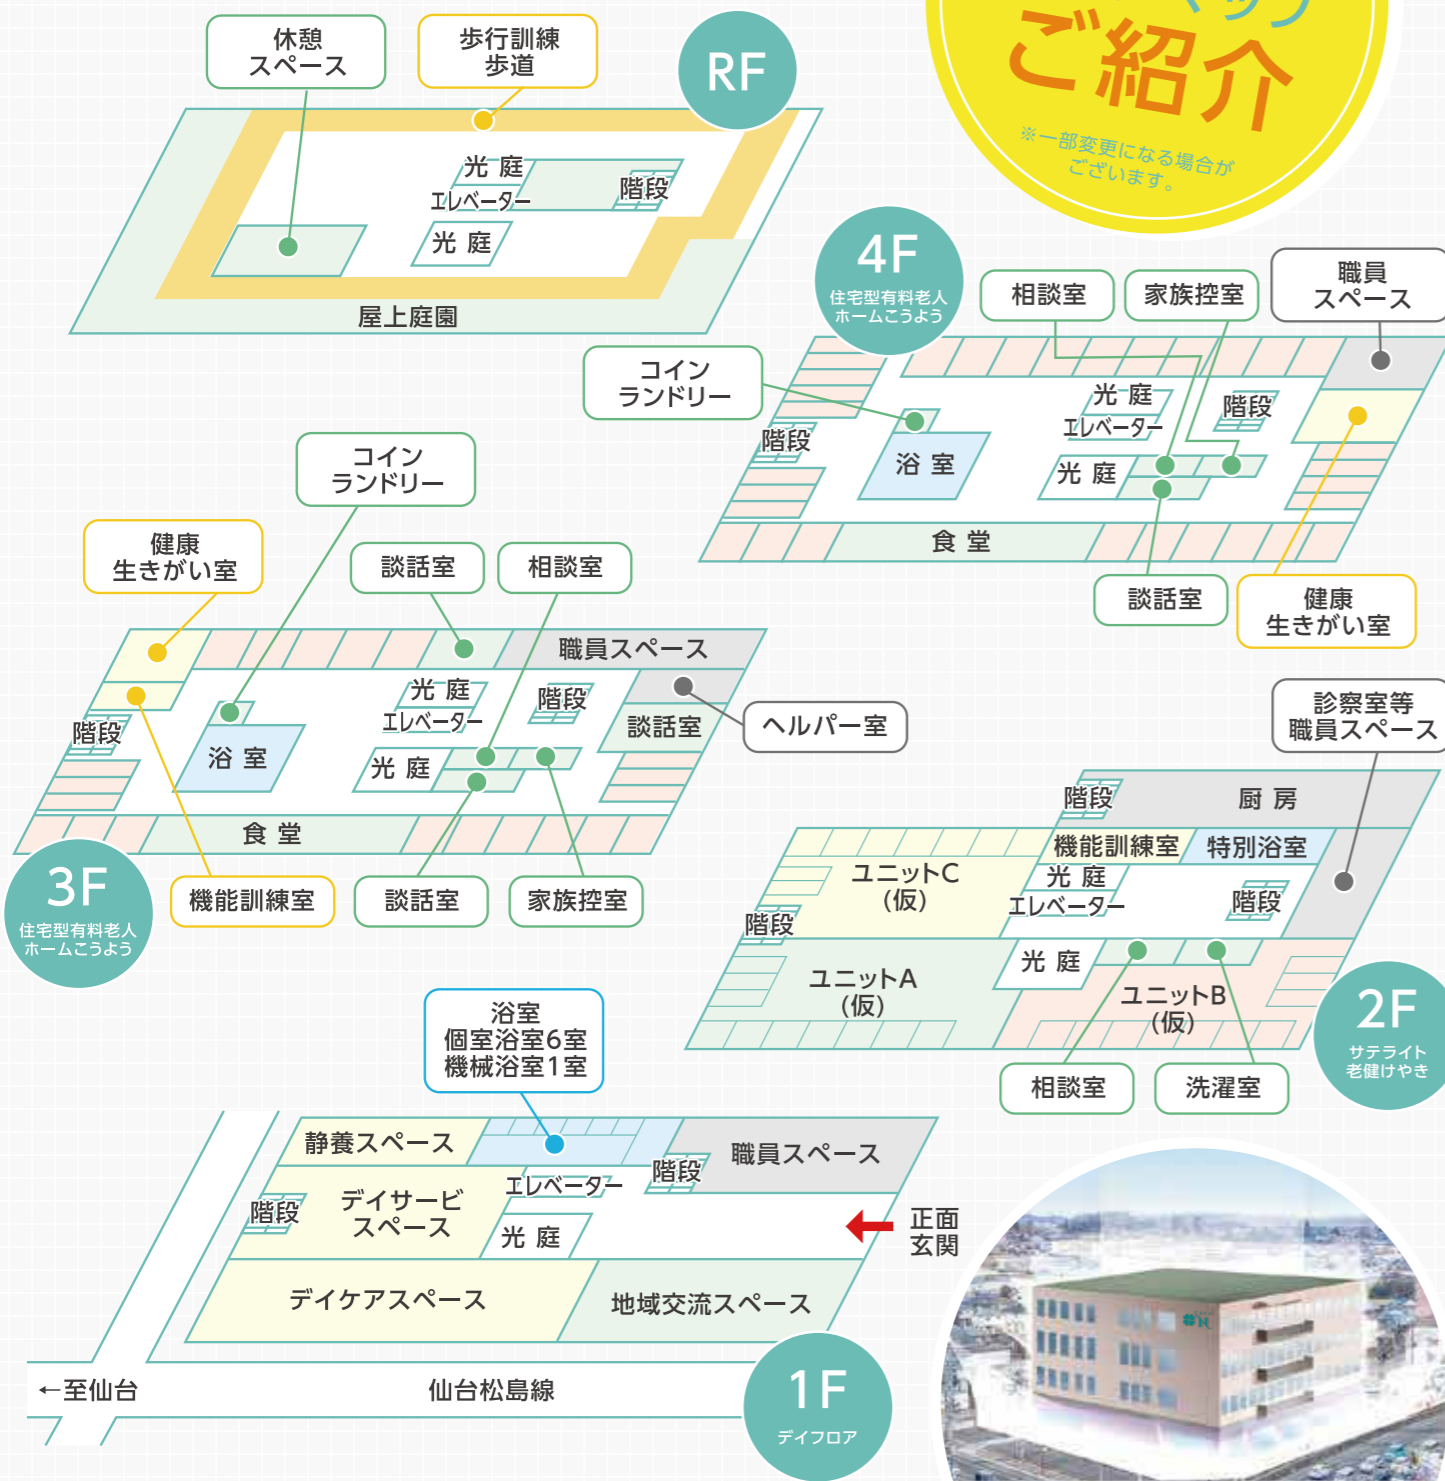 マップ
ご紹介
※一部変更になる場合が
ございます。
RF
休憩
スペース
歩行訓練
歩道
光庭
エレベーター
階段
光庭
屋上庭園
4F
住宅型有料老人
ホームこうよう
相談室
家族控室
職員
スペース
コイン
ランドリー
光庭
エレベーター
階段
階段
浴室
光庭
食堂
談話室
健康
生きがい室
コイン
ランドリー
健康
生きがい室
談話室
相談室
職員スペース
光庭
エレベーター
階段
階段
談話室
ヘルパー室
浴室
光庭
食堂
3F
住宅型有料老人
ホームこうよう
機能訓練室
談話室
家族控室
診察室等
職員スペース
階段
厨房
機能訓練室
特別浴室
ユニットC
(仮)
光庭
エレベーター
階段
階段
光庭
ユニットA
(仮)
ユニットB
(仮)
2F
サテライト
老健けやき
相談室
洗濯室
浴室
個室浴室6室
機械浴室1室
静養スペース
職員スペース
エレベーター
階段
階段
デイサービ
スペース
光庭
正面
玄関
デイケアスペース
地域交流スペース
←至仙台
仙台松島線
1F
デイフロア